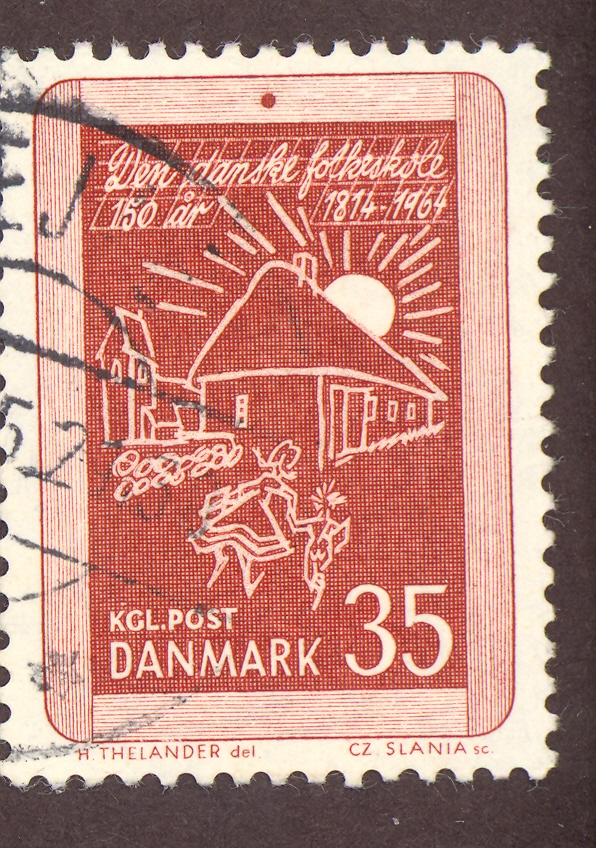 Den danske folkeskole
150 år 1814-1964
KGL.POST
DANMARK 35
H.THELANDER del. CZ. SLANIA sc.